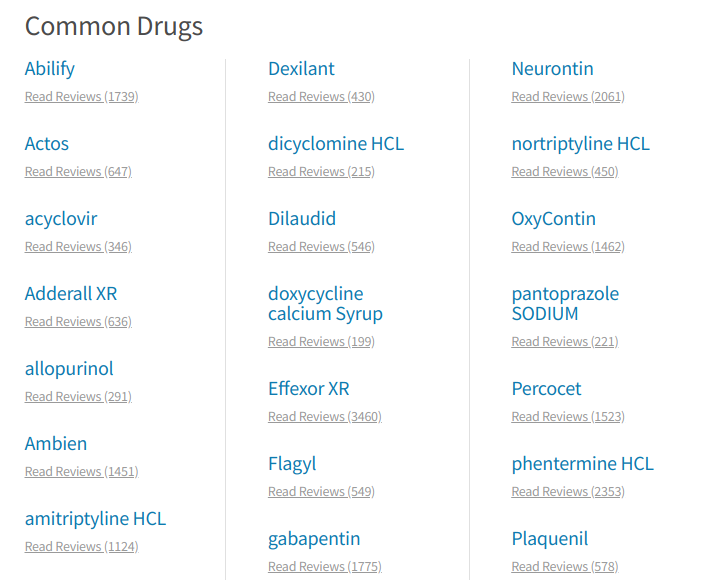 Common Drugs
Abilify
Read Reviews (1739)
Actos
Read Reviews (647)
acyclovir
Read Reviews (346)
Adderall XR
Read Reviews (636)
allopurinol
Read Reviews (291)
Ambien
Read Reviews (1451)
amitriptyline HCL
Read Reviews (1124)
Dexilant
Read Reviews (430)
dicyclomine HCL
Read Reviews (215)
Dilaudid
Read Reviews (546)
doxycycline
calcium Syrup
Read Reviews (199)
Effexor XR
Read Reviews (3460)
Flagyl
Read Reviews (549)
gabapentin
Read Reviews (1775)
Neurontin
Read Reviews (2061)
nortriptyline HCL
Read Reviews (450)
OxyContin
Read Reviews (1462)
pantoprazole
SODIUM
Read Reviews (221)
Percocet
Read Reviews (1523)
phentermine HCL
Read Reviews (2353)
Plaquenil
Read Reviews (578)